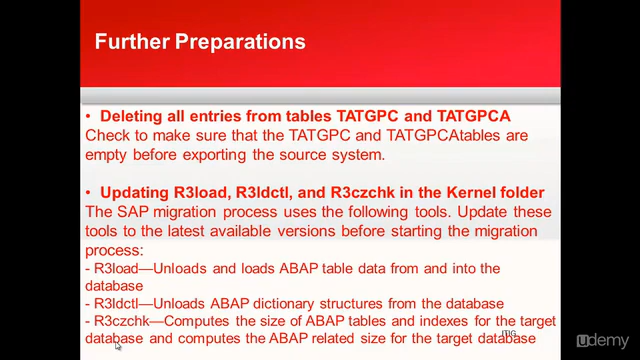 Further Preparations
• Deleting all entries from tables TATGPC and TATGPCA
Check to make sure that the TATGPC and TATGPCAtables are
empty before exporting the source system.
• Updating R3load, R3ldctl, and R3czchk in the Kernel folder
The SAP migration process uses the following tools. Update these
tools to the latest available versions before starting the migration
process:
- R3load—Unloads and loads ABAP table data from and into the
database
- R3ldctl—Unloads ABAP dictionary structures from the database
- R3czchk—Computes the size of ABAP tables and indexes for the target
database and computes the ABAP related size for the target database
udemy